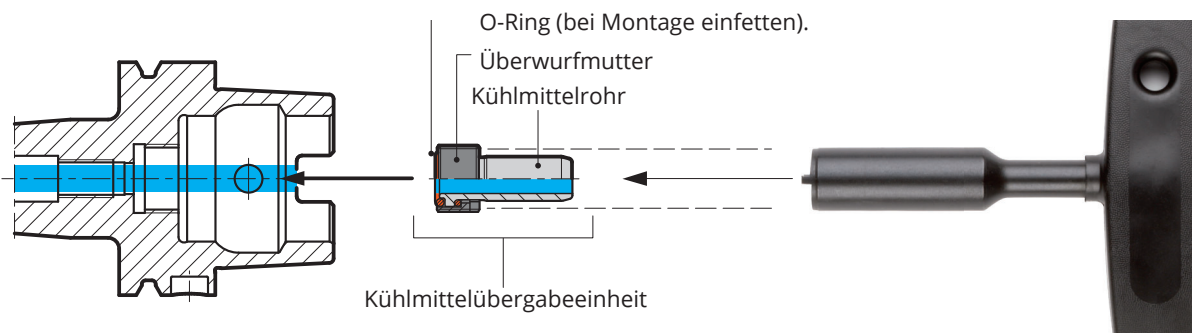 O-Ring (bei Montage einfetten).
Überwurfmutter
Kühlmittelrohr
Kühlmittelübergabeeinheit